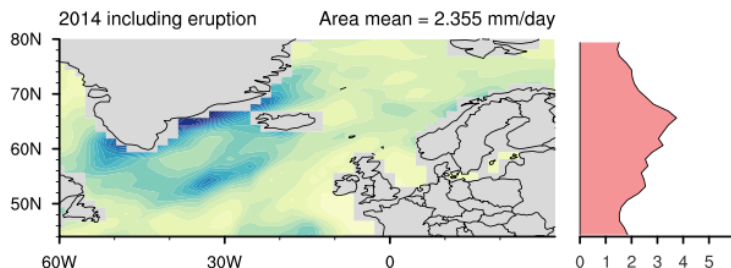 2014 including eruption Area mean = 2.355 mm/day
80N
70N
60N
50N
60W 30W 0 0 1 2 3 4 5